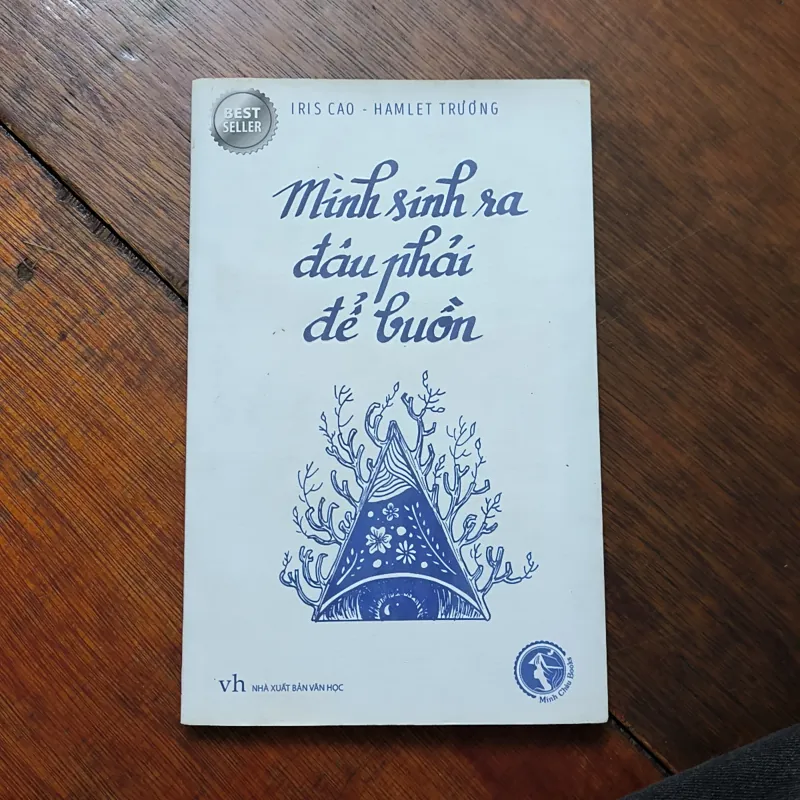 BEST
SELLER
IRIS CAO - HAMLET TRƯƠNG
Mình sinh ra
đâu phải
để buồn
vh NHÀ XUẤT BẢN VĂN HỌC
Minh Châu Books